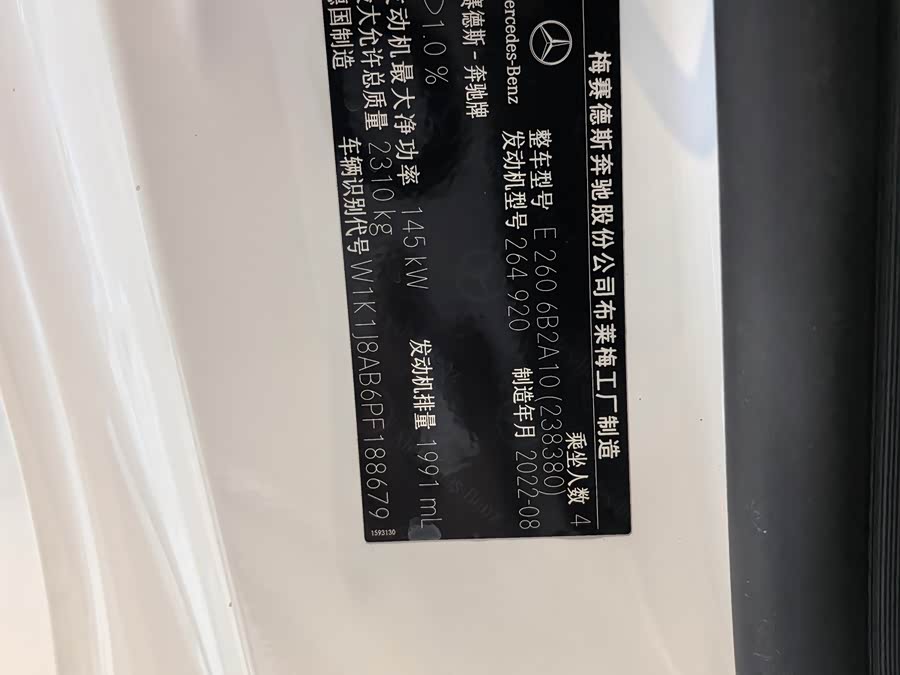 梅赛德斯奔驰股份公司布莱梅工厂制造
乘坐人数 4
整车型号 E 260 6B2A10(238380)
Mercedes-Benz 发动机型号 264 920 制造年月 2022-08
赛德斯-奔驰牌
1.0 %
发动机最大净功率 145 kW 发动机排量 1991 mL
最大允许总质量 2310 kg
德国制造 车辆识别代号 W1K1J8AB6PF188679
1593130